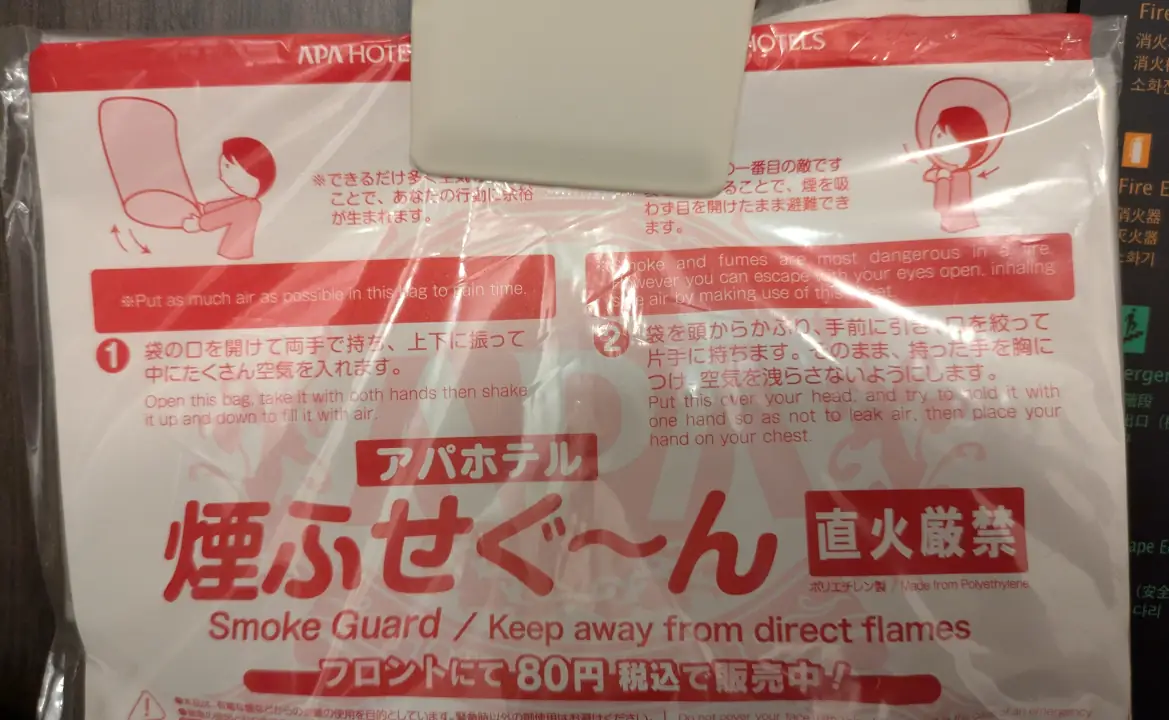 APA HOTE
HOTELS
※できるだけ多く
ことで、あなたの行動に余裕
が生まれます。
の一番目の敵です
ることで、煙を吸
わず目を開けたまま避難でき
ます。
※Put as much air as possible in this bag to gain time.
Smoke and fumes are most dangerous in a fire.
However you can escape with your eyes open, inhaling
air by making use of this
1 袋の口を開けて両手で持ち、上下に振って
中にたくさん空気を入れます。
Open this bag, take it with both hands then shake
it up and down to fill it with air.
2 袋を頭からかぶり、手前に引き、口を絞って
片手に持ちます。このまま、持った手を胸に
つけ、空気を洩らさないようにします。
Put this over your head, and try to hold it with
one hand so as not to leak air, then place your
hand on your chest.
アパホテル
煙ふせぐ〜ん
直火厳禁
ポリエチレン製 / Made from Polyethylene
Smoke Guard / Keep away from direct flames
フロントにて80円税込で販売中!
Fire
消火
消火
소화전
Fire E
消火器
灭火器
소화기